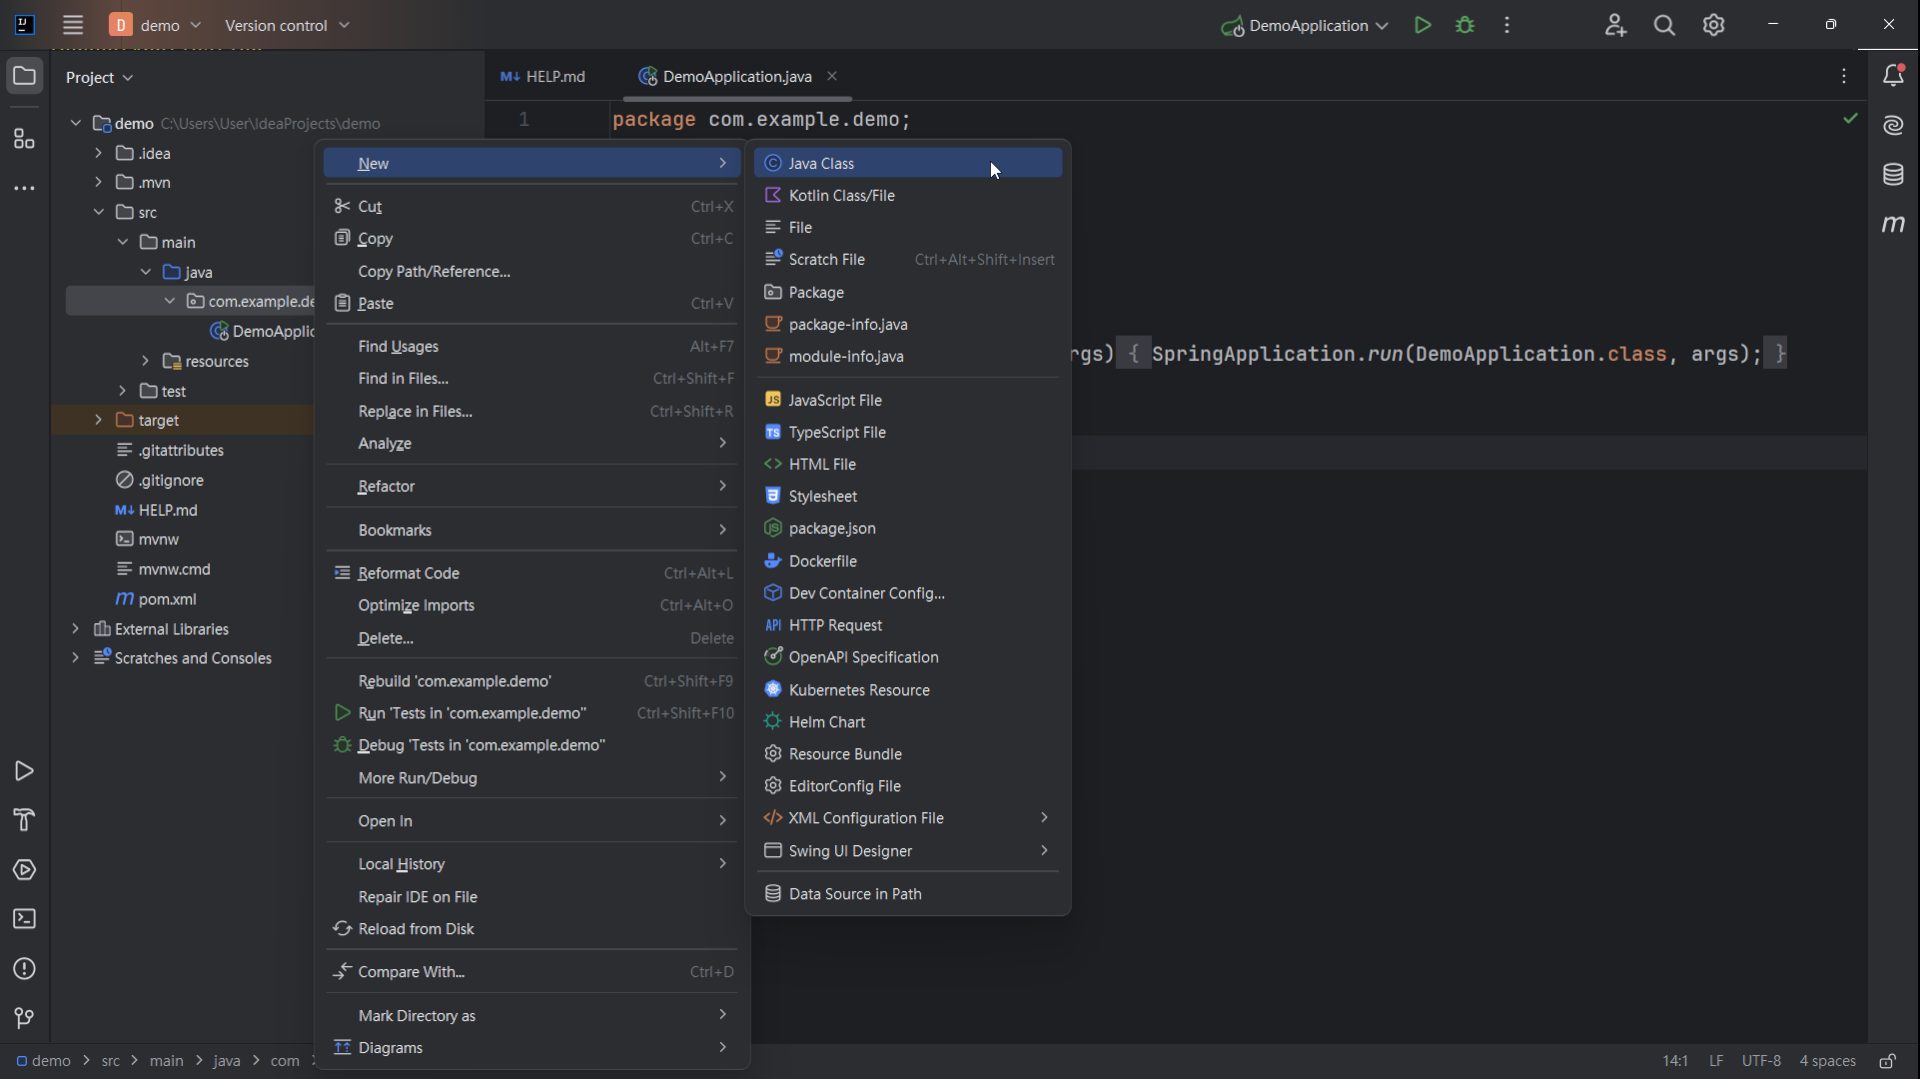 D demo Version control DemoApplication
Project
demo C:\Users\User\IdeaProjects\demo
.idea
.mvn
src
main
java
com.example.de
DemoApplic
resources
test
target
.gitattributes
.gitignore
M↓ HELP.md
mvnw
mvnw.cmd
m pom.xml
External Libraries
Scratches and Consoles
M↓ HELP.md DemoApplication.java
1 package com.example.demo;
rgs) { SpringApplication.run(DemoApplication.class, args); }
New
Cut Ctrl+X
Copy Ctrl+C
Copy Path/Reference...
Paste Ctrl+V
Find Usages Alt+F7
Find in Files... Ctrl+Shift+F
Replace in Files... Ctrl+Shift+R
Analyze
Refactor
Bookmarks
Reformat Code Ctrl+Alt+L
Optimize Imports Ctrl+Alt+O
Delete... Delete
Rebuild 'com.example.demo' Ctrl+Shift+F9
Run 'Tests in 'com.example.demo'' Ctrl+Shift+F10
Debug 'Tests in 'com.example.demo''
More Run/Debug
Open In
Local History
Repair IDE on File
Reload from Disk
Compare With... Ctrl+D
Mark Directory as
Diagrams
Java Class
Kotlin Class/File
File
Scratch File Ctrl+Alt+Shift+Insert
Package
package-info.java
module-info.java
JS JavaScript File
TS TypeScript File
HTML File
Stylesheet
package.json
Dockerfile
Dev Container Config...
API HTTP Request
OpenAPI Specification
Kubernetes Resource
Helm Chart
Resource Bundle
EditorConfig File
XML Configuration File
Swing UI Designer
Data Source in Path
demo > src > main > java > com >
14:1 LF UTF-8 4 spaces